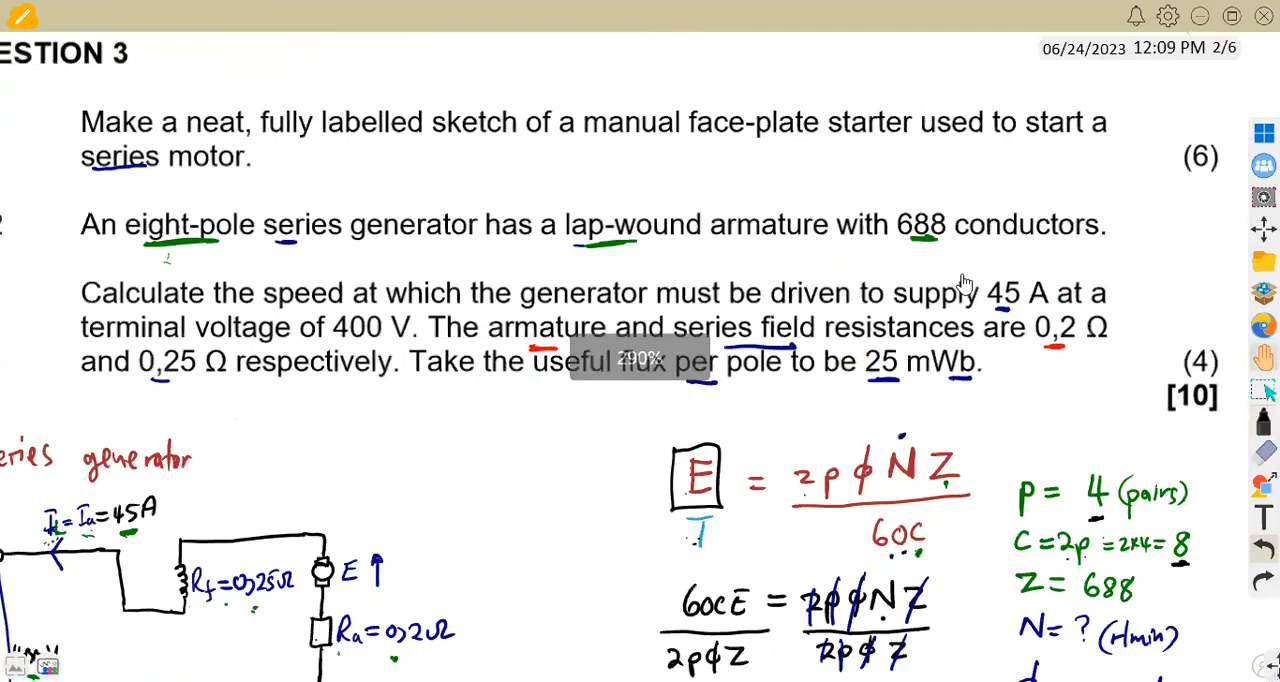 06/24/2023 12:09 PM 2/6
ESTION 3
Make a neat, fully labelled sketch of a manual face-plate starter used to start a
series motor.
(6)
An eight-pole series generator has a lap-wound armature with 688 conductors.
Calculate the speed at which the generator must be driven to supply 45 A at a
terminal voltage of 400 V. The armature and series field resistances are 0,2 Ω
and 0,25 Ω respectively. Take the useful flux per pole to be 25 mWb.
(4)
[10]
290%
eries generator
= Ia = 45A
Rf = 0,25Ω
E ↑
Ra = 0,2Ω
E = 2pϕNZ
60C
T
60CE = 2pϕNZ
2pϕZ 2pϕZ
P = 4 (pairs)
C = 2p = 2x4 = 8
Z = 688
N = ? (r/min)